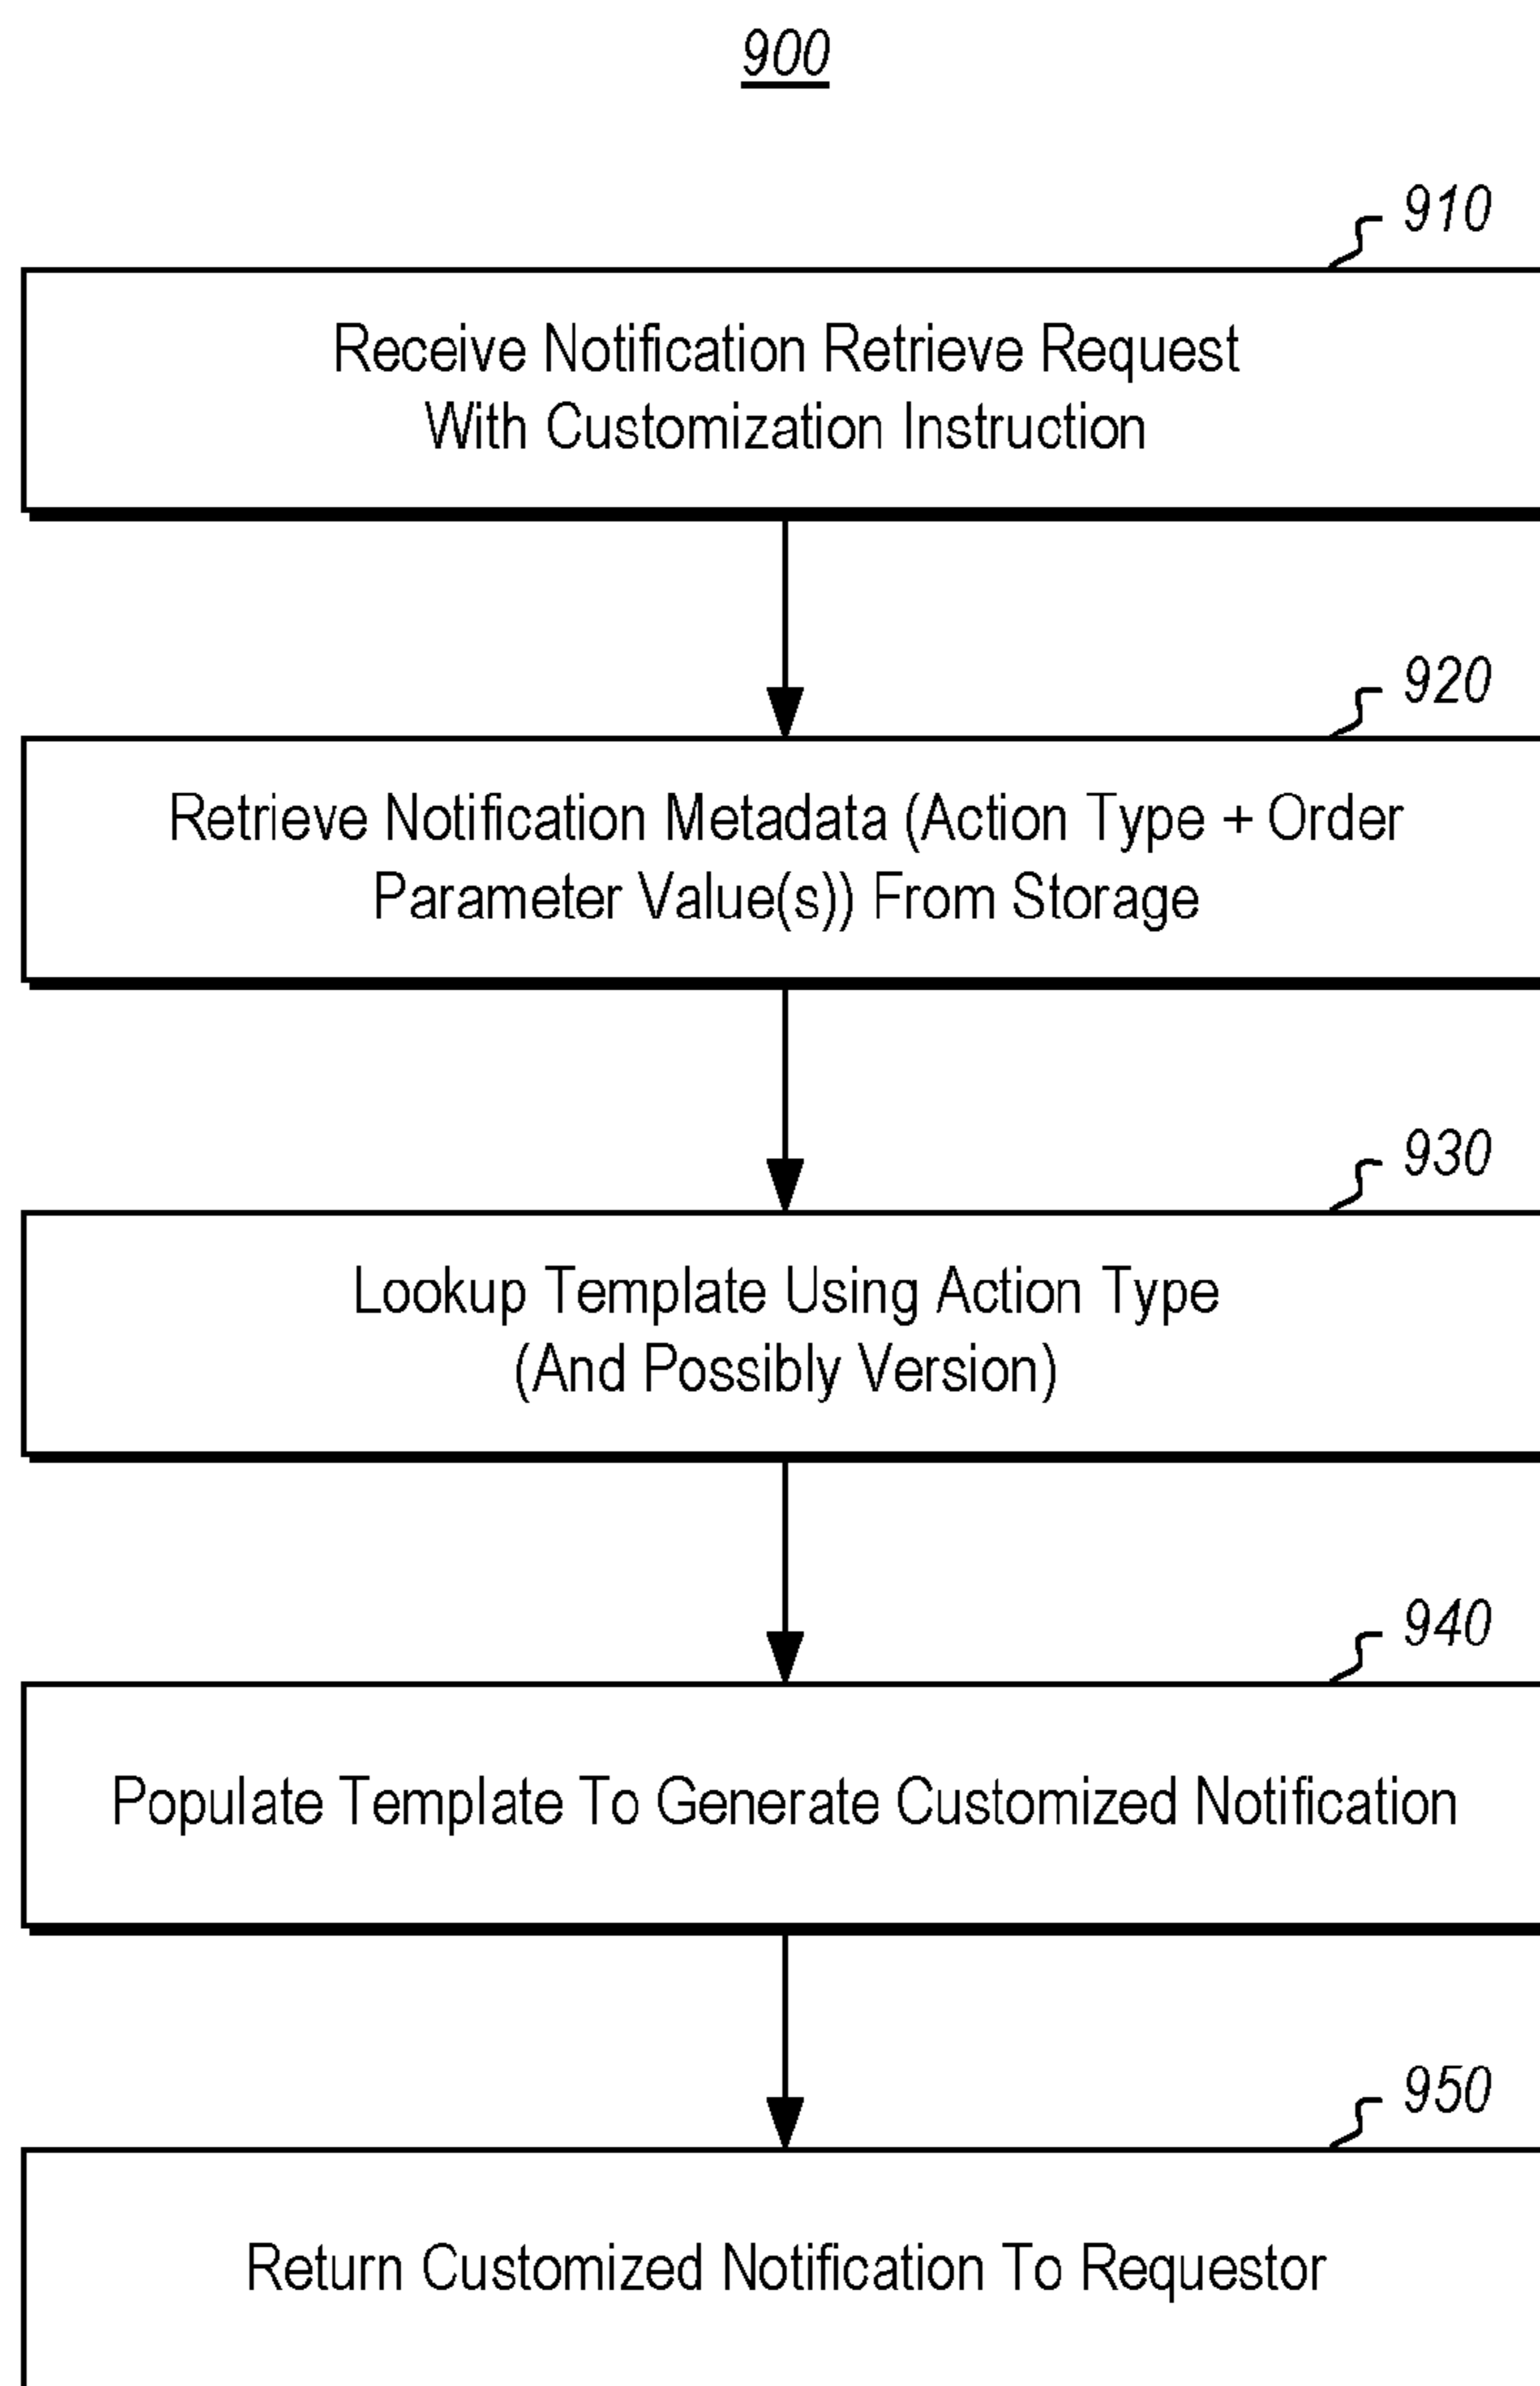 900
910
Receive Notification Retrieve Request
With Customization Instruction
920
Retrieve Notification Metadata (Action Type + Order
Parameter Value(s)) From Storage
930
Lookup Template Using Action Type
(And Possibly Version)
940
Populate Template To Generate Customized Notification
950
Return Customized Notification To Requestor